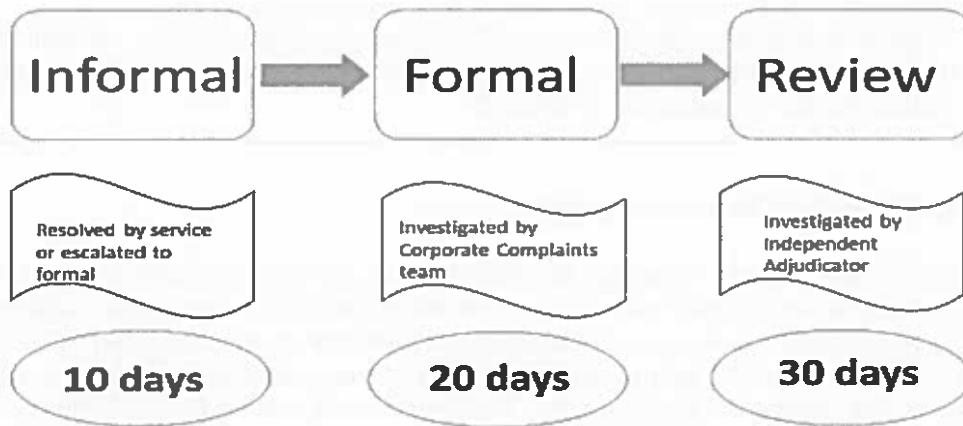 Informal
Formal
Review
Resolved by service
or escalated to
formal
Investigated by
Corporate Complaints
team
Investigated by
Independent
Adjudicator
10 days
20 days
30 days